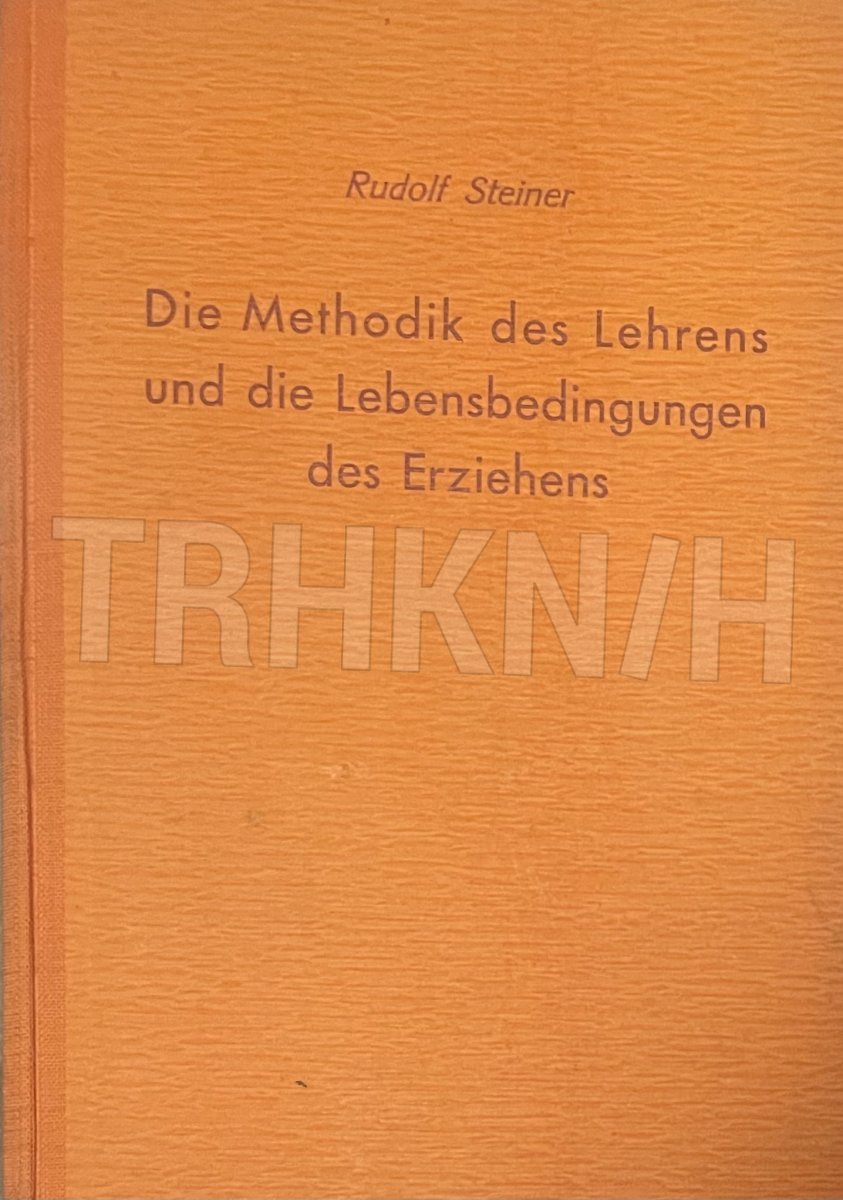 Rudolf Steiner
Die Methodik des Lehrens
und die Lebensbedingungen
des Erziehens
TRHKN/H